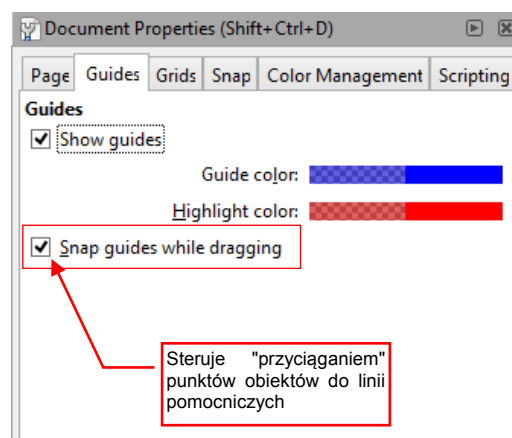 Document Properties (Shift+Ctrl+D)
Page Guides Grids Snap Color Management Scripting
Guides
Show guides
Guide color:
Highlight color:
Snap guides while dragging
Steruje "przyciąganiem"
punktów obiektów do linii
pomocniczych